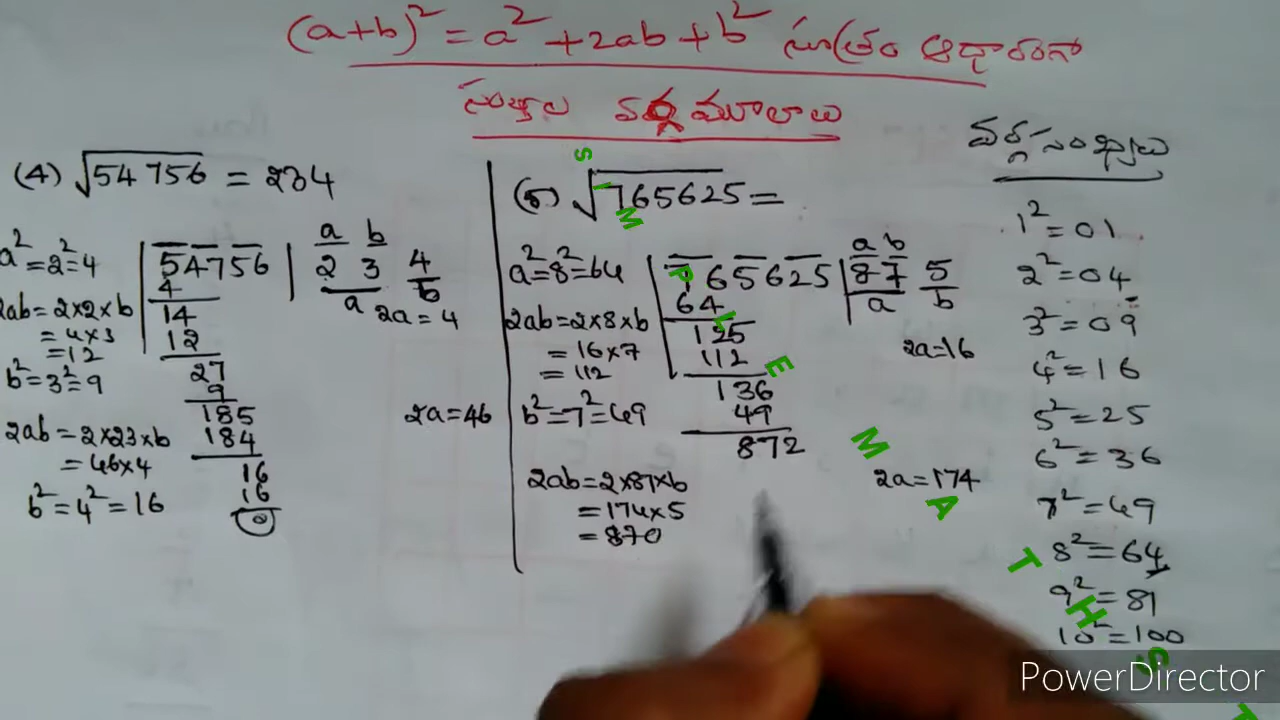 (a+b)² = a² + 2ab + b² సూత్రం ఆధారంగా
సంఖ్యల వర్గమూలాలు
(4) √54756 = 234
a² = 2² = 4
54756
a b
2 3 4
a b
4
2a = 4
2ab = 2×2×b
= 4×3
= 12
14
12
b² = 3² = 9
27
9
2a = 46
185
184
2ab = 2×23×b
= 46×4
16
16
b² = 4² = 16
0
(5) √765625 =
a² = 8² = 64
765625
a b
8 7 5
a b
64
2ab = 2×8×b
= 16×7
= 112
125
112
2a=16
b² = 7² = 49
136
49
872
2ab = 2×87×b
= 174×5
= 870
2a = 174
వర్గసంఖ్యలు
1² = 01
2² = 04
3² = 09
4² = 16
5² = 25
6² = 36
7² = 49
8² = 64
9² = 81
10² = 100
SIMPLE MATHS T
PowerDirector